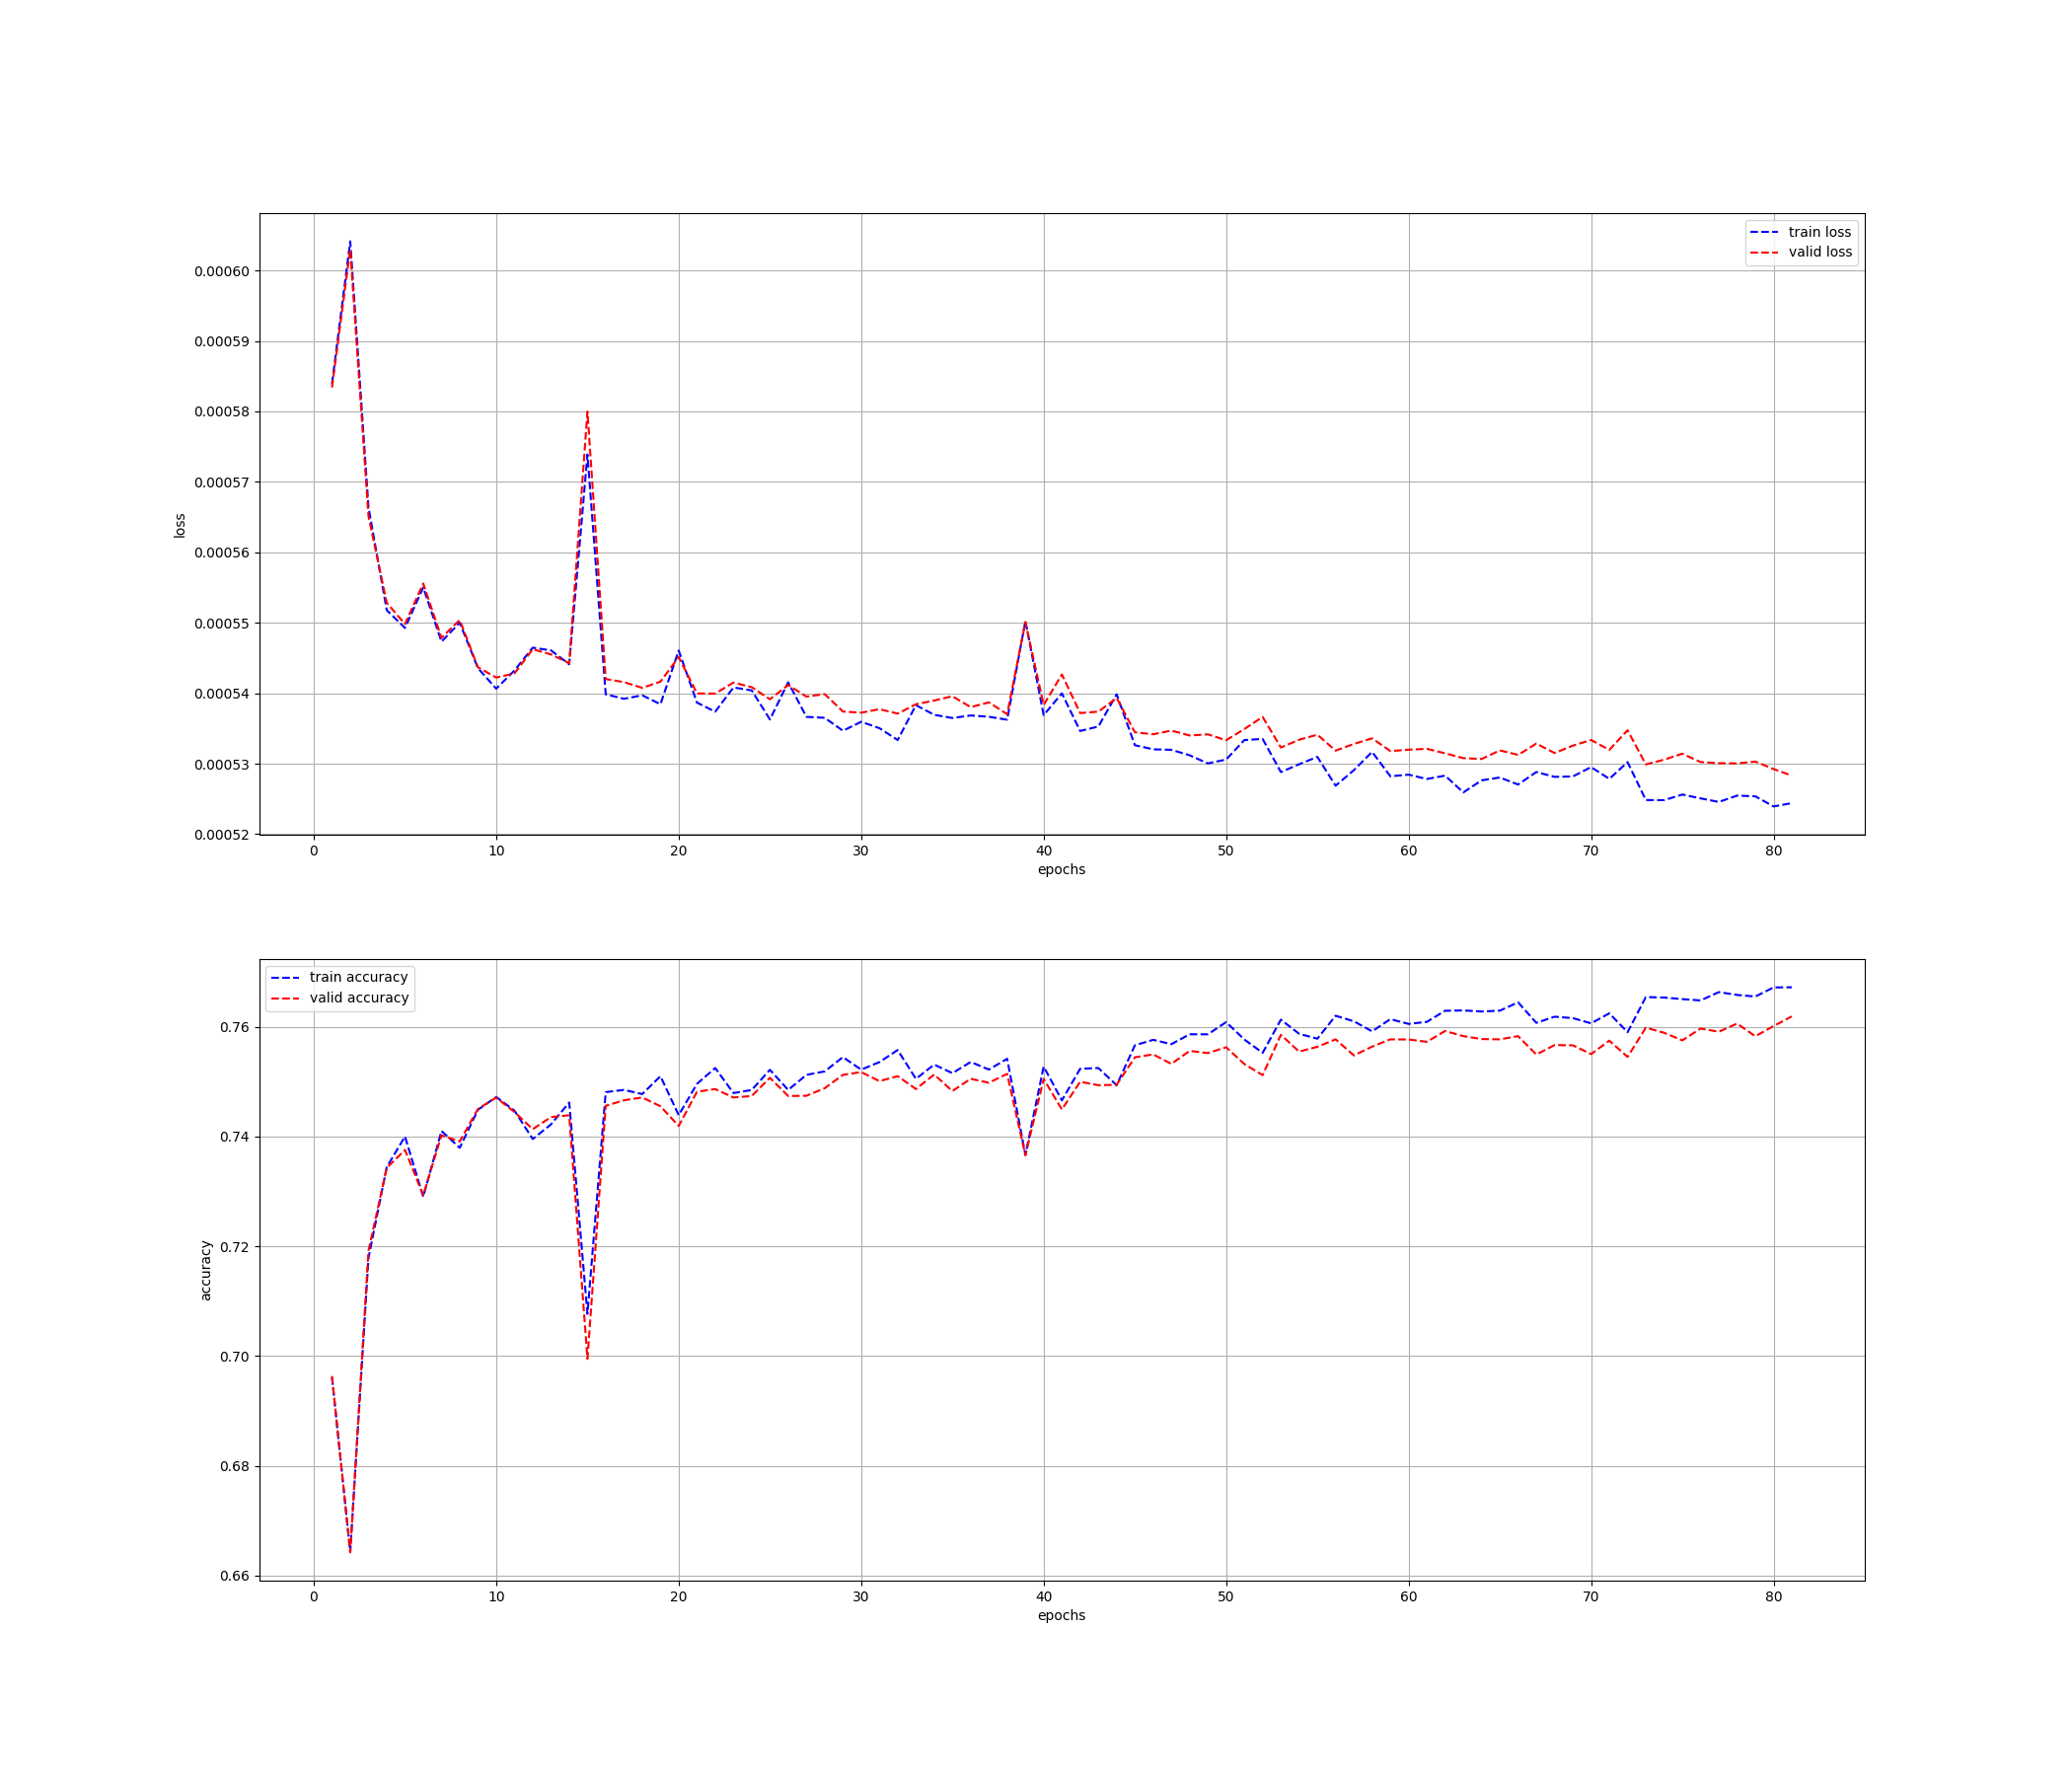 train loss
valid loss
0.00060
0.00059
0.00058
0.00057
0.00056
0.00055
0.00054
0.00053
0.00052
loss
0 10 20 30 40 50 60 70 80
epochs
train accuracy
valid accuracy
0.76
0.74
0.72
0.70
0.68
0.66
accuracy
0 10 20 30 40 50 60 70 80
epochs